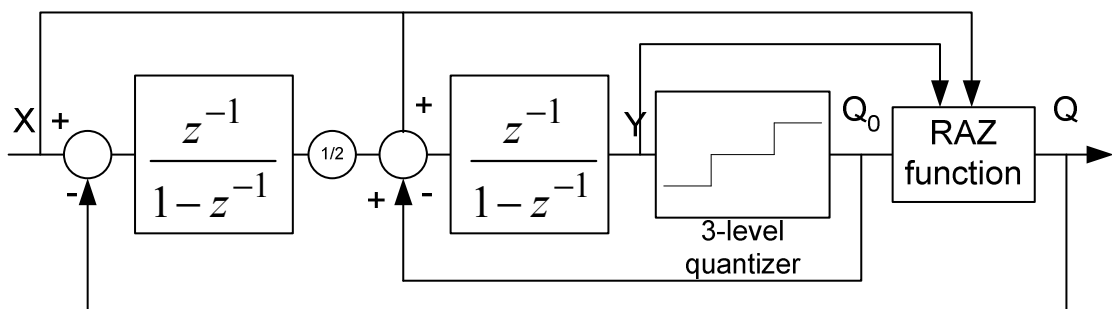 X
+
-
z⁻¹
1−z⁻¹
1/2
+
+
-
z⁻¹
1−z⁻¹
Y
3-level
quantizer
Q₀
RAZ
function
Q